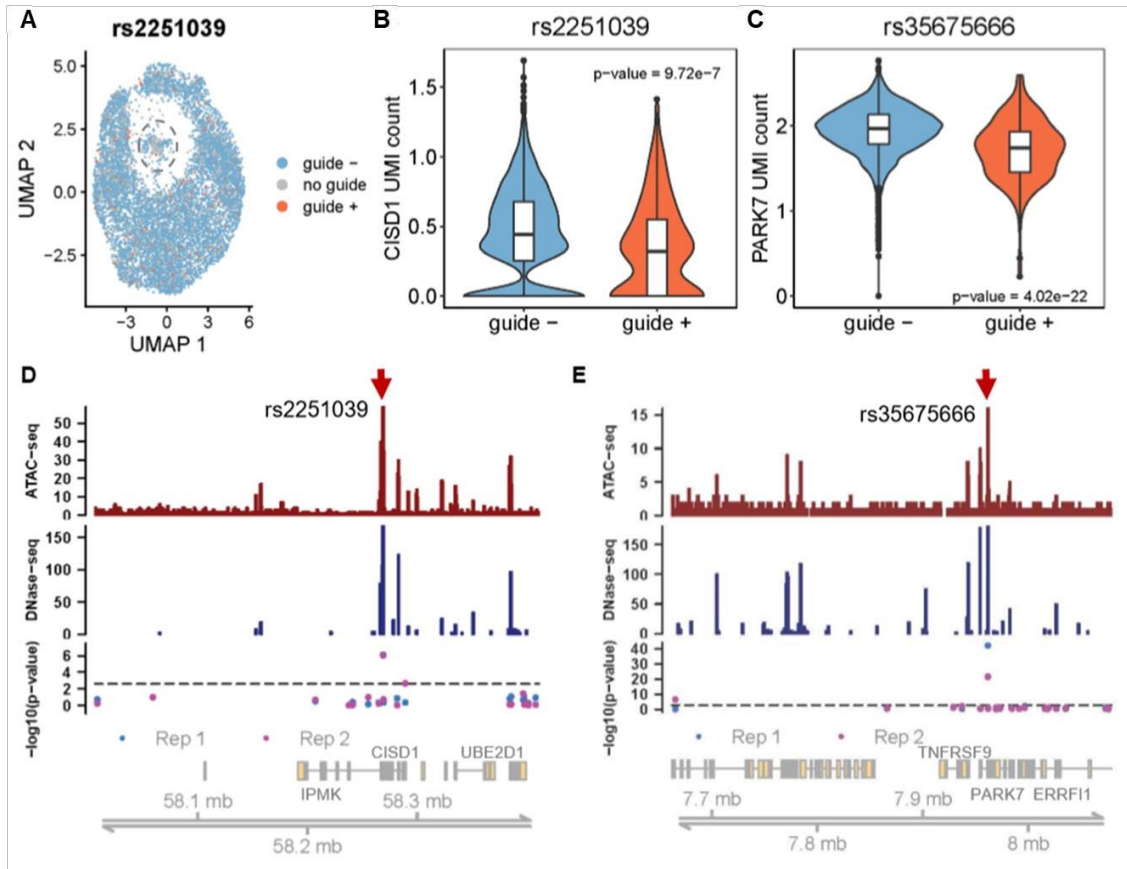 A
rs2251039
5.0
2.5
0.0
−2.5
−3
0
3
6
UMAP 1
UMAP 2
guide −
no guide
guide +
B
rs2251039
p-value = 9.72e−7
1.5
1.0
0.5
0.0
CISD1 UMI count
guide −
guide +
C
rs35675666
2
1
0
PARK7 UMI count
p-value = 4.02e−22
guide −
guide +
D
rs2251039
ATAC−seq
50
40
30
20
10
0
DNase−seq
150
100
50
0
−log10(p−value)
6
4
2
0
Rep 1
Rep 2
CISD1
UBE2D1
IPMK
58.1 mb
58.3 mb
58.2 mb
E
rs35675666
ATAC−seq
15
10
5
0
DNase−seq
150
100
50
0
−log10(p−value)
40
30
20
10
0
Rep 1
Rep 2
TNFRSF9
PARK7
ERRFI1
7.7 mb
7.9 mb
7.8 mb
8 mb